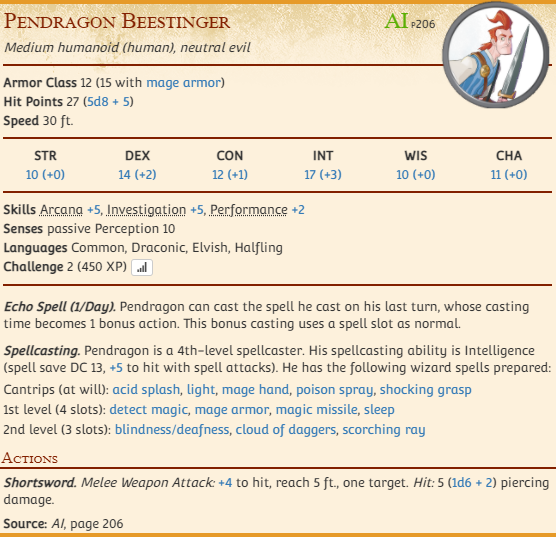 Pendragon Beestinger AI P206
Medium humanoid (human), neutral evil
Armor Class 12 (15 with mage armor)
Hit Points 27 (5d8 + 5)
Speed 30 ft.
STR DEX CON INT WIS CHA
10 (+0) 14 (+2) 12 (+1) 17 (+3) 10 (+0) 11 (+0)
Skills Arcana +5, Investigation +5, Performance +2
Senses passive Perception 10
Languages Common, Draconic, Elvish, Halfling
Challenge 2 (450 XP)
Echo Spell (1/Day). Pendragon can cast the spell he cast on his last turn, whose casting
time becomes 1 bonus action. This bonus casting uses a spell slot as normal.
Spellcasting. Pendragon is a 4th-level spellcaster. His spellcasting ability is Intelligence
(spell save DC 13, +5 to hit with spell attacks). He has the following wizard spells prepared:
Cantrips (at will): acid splash, light, mage hand, poison spray, shocking grasp
1st level (4 slots): detect magic, mage armor, magic missile, sleep
2nd level (3 slots): blindness/deafness, cloud of daggers, scorching ray
Actions
Shortsword. Melee Weapon Attack: +4 to hit, reach 5 ft., one target. Hit: 5 (1d6 + 2) piercing
damage.
Source: AI, page 206